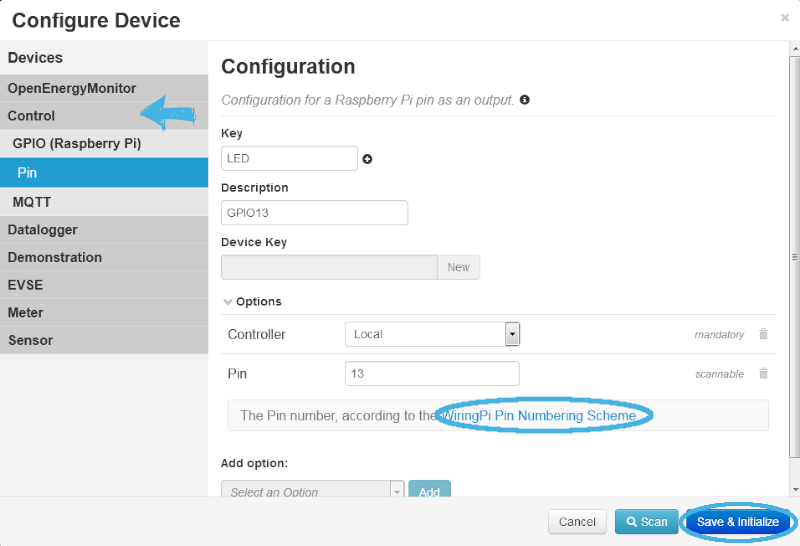 Configure Device
×
Devices
OpenEnergyMonitor
Control
GPIO (Raspberry Pi)
Pin
MQTT
Datalogger
Demonstration
EVSE
Meter
Sensor
Configuration
Configuration for a Raspberry Pi pin as an output.
Key
LED
Description
GPIO13
Device Key
New
Options
Controller Local mandatory
Pin 13 scannable
The Pin number, according to the WiringPi Pin Numbering Scheme
Add option:
Select an Option Add
Cancel Scan Save & Initialize